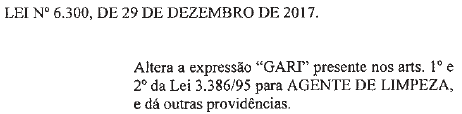 LEI Nº 6.300, DE 29 DE DEZEMBRO DE 2017.
Altera a expressão “GARI” presente nos arts. 1º e
2º da Lei 3.386/95 para AGENTE DE LIMPEZA,
e dá outras providências.